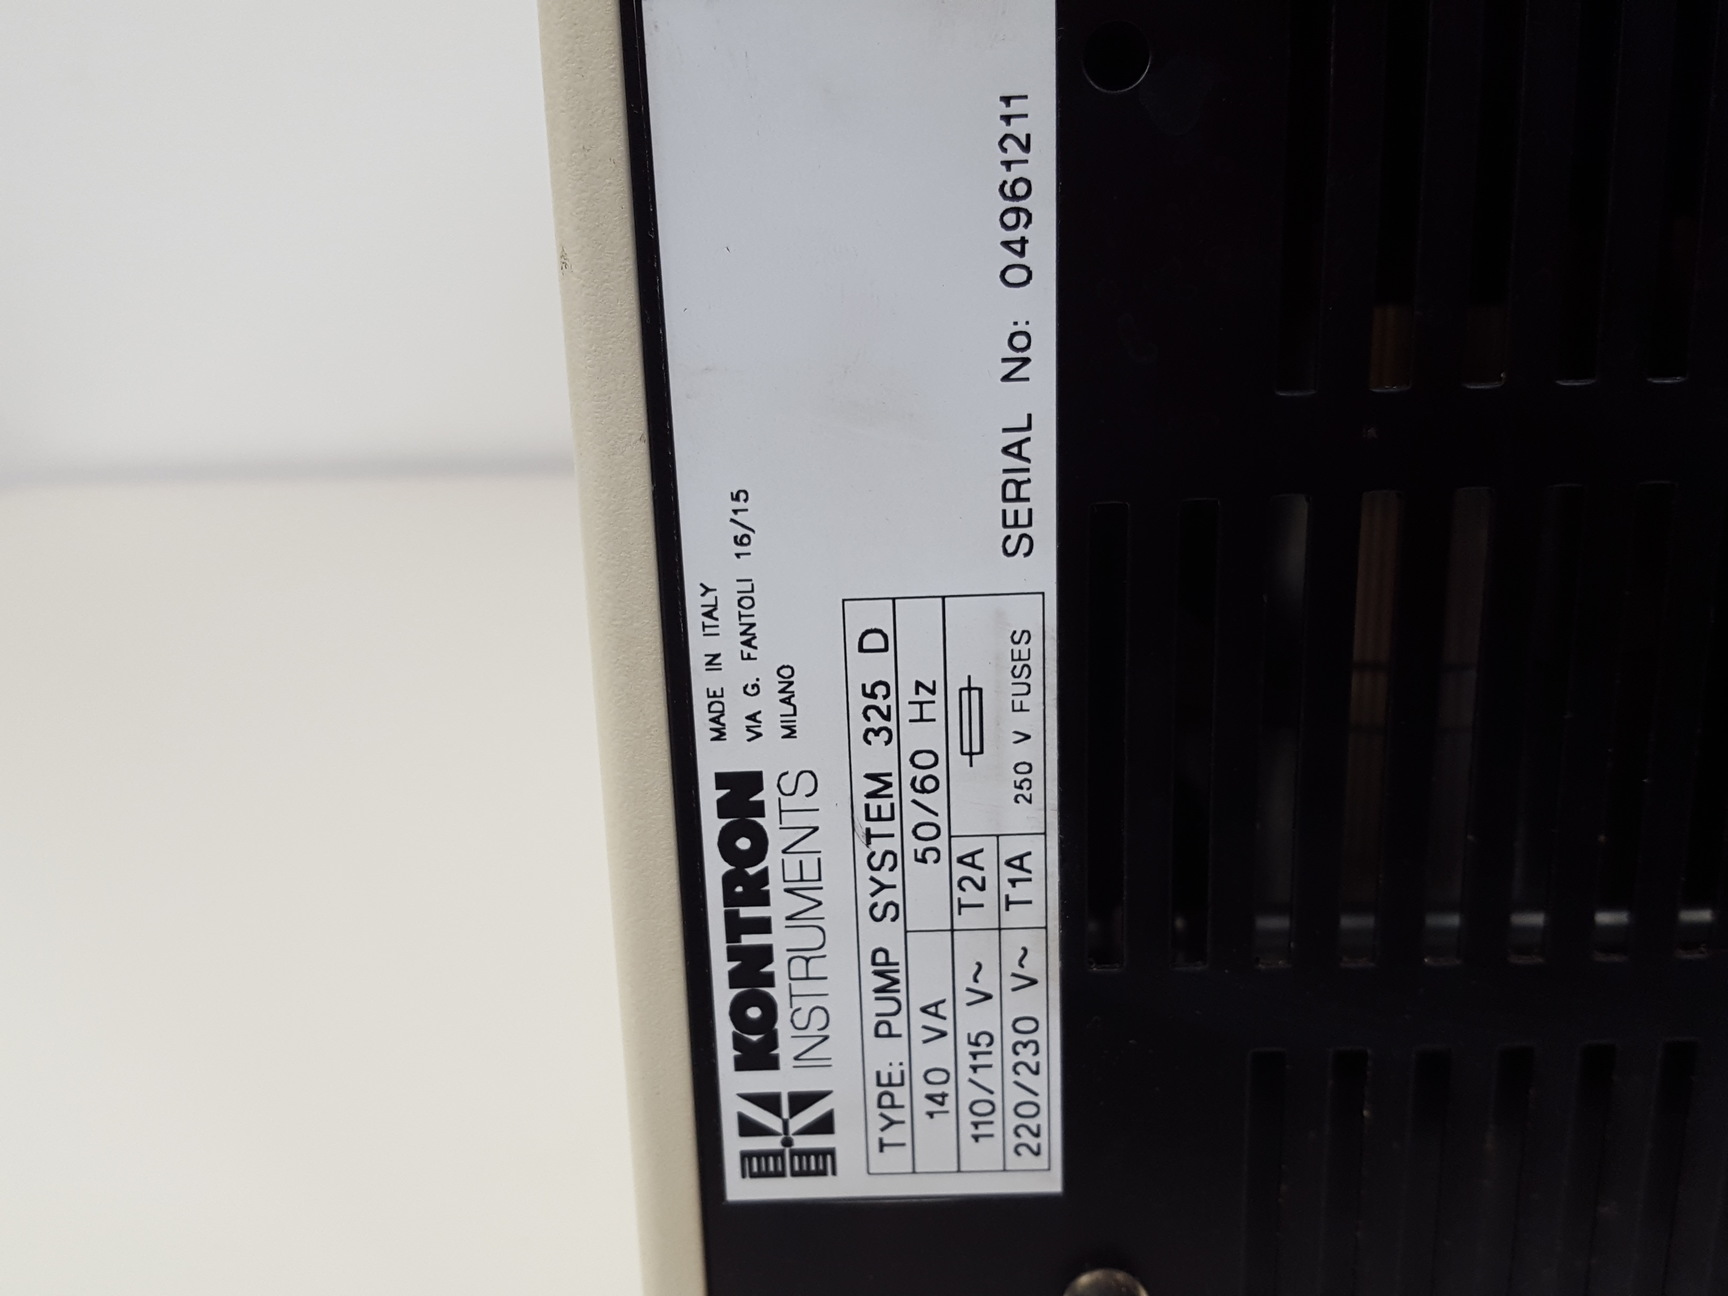 KONTRON
INSTRUMENTS
MADE IN ITALY
VIA G. FANTOLI 16/15
MILANO
TYPE: PUMP SYSTEM 325 D
140 VA 50/60 Hz
110/115 V~ T2A
220/230 V~ T1A 250 V FUSES
SERIAL No: 04961211